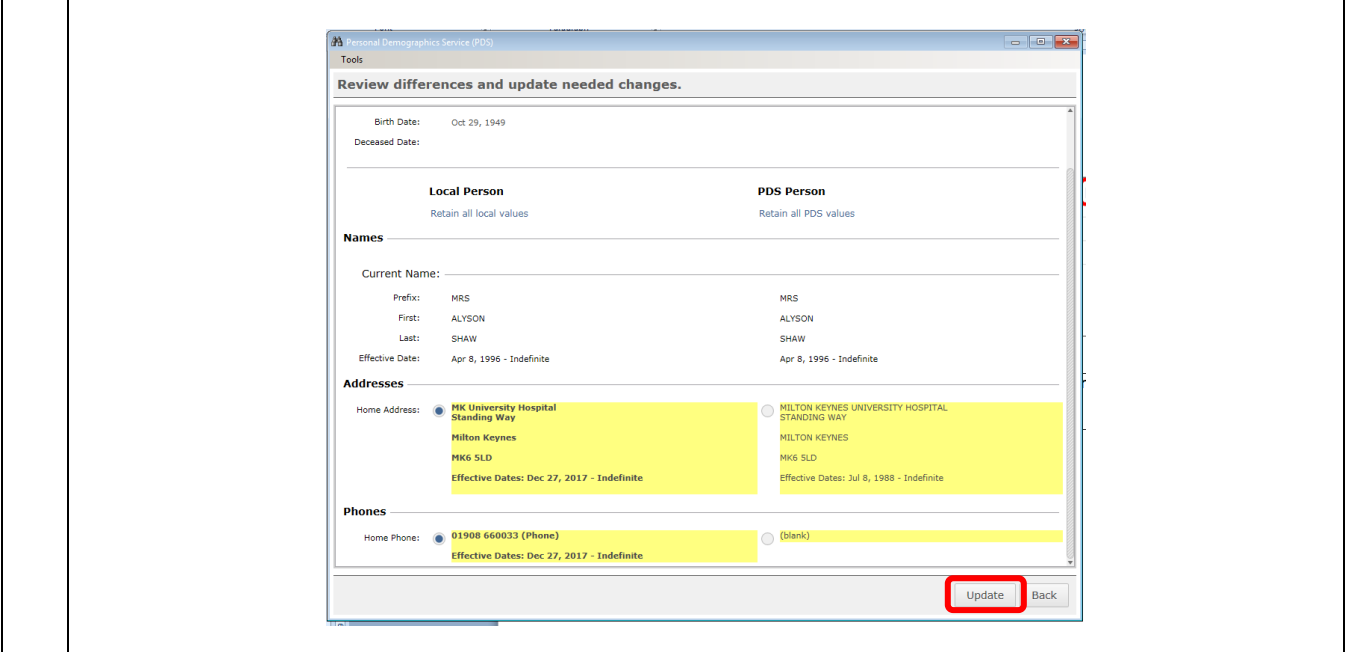 Personal Demographics Service (PDS)
Tools
Review differences and update needed changes.
Birth Date: Oct 29, 1949
Deceased Date:
Local Person PDS Person
Retain all local values Retain all PDS values
Names
Current Name:
Prefix: MRS MRS
First: ALYSON ALYSON
Last: SHAW SHAW
Effective Date: Apr 8, 1996 - Indefinite Apr 8, 1996 - Indefinite
Addresses
Home Address: MK University Hospital MILTON KEYNES UNIVERSITY HOSPITAL
Standing Way STANDING WAY
Milton Keynes MILTON KEYNES
MK6 5LD MK6 5LD
Effective Dates: Dec 27, 2017 - Indefinite Effective Dates: Jul 8, 1988 - Indefinite
Phones
Home Phone: 01908 660033 (Phone) (blank)
Effective Dates: Dec 27, 2017 - Indefinite
Update Back